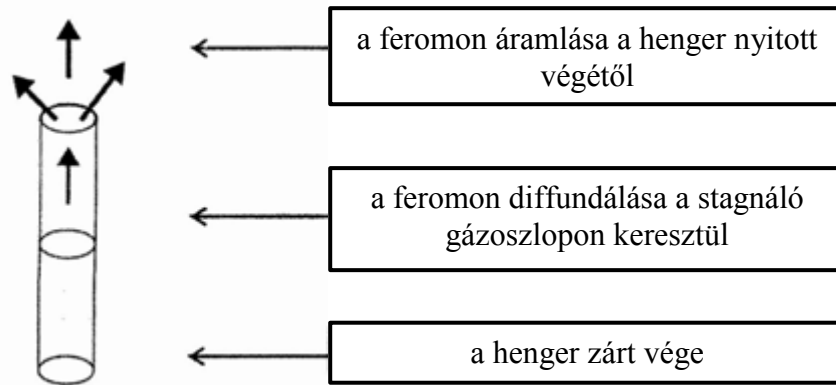 a feromon áramlása a henger nyitott
végétől
a feromon diffundálása a stagnáló
gázoszlopon keresztül
a henger zárt vége